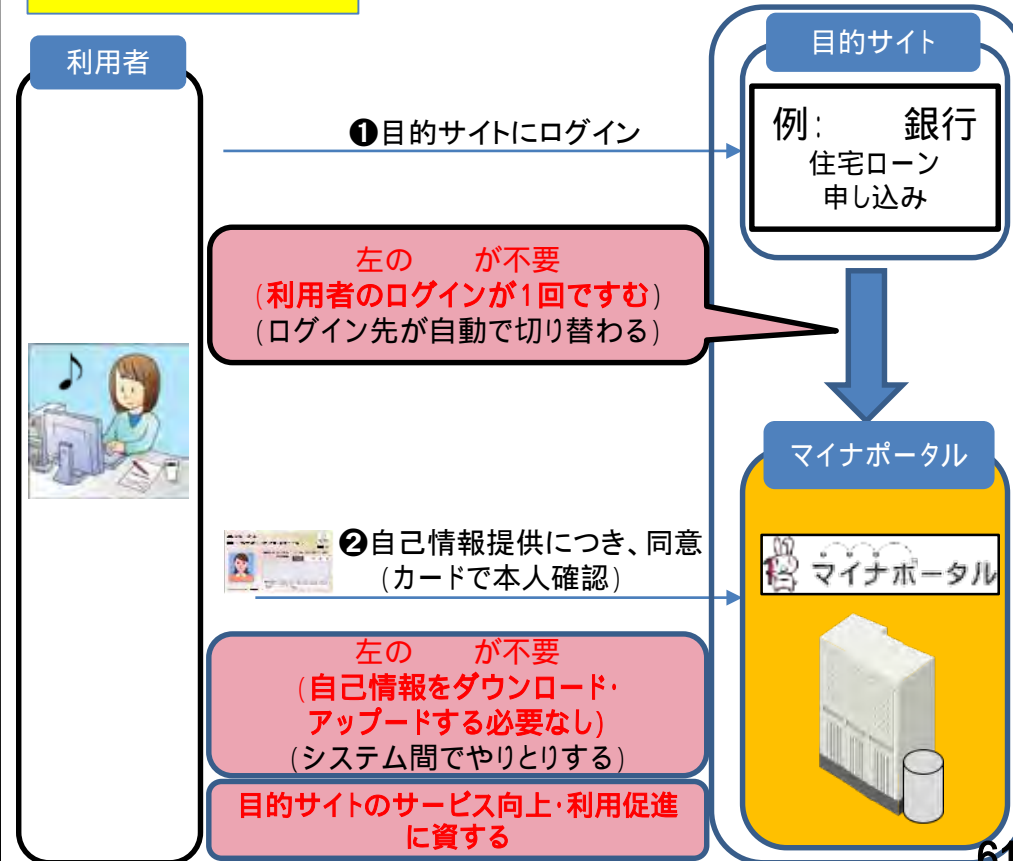 利用者
目的サイト
例:　　銀行
住宅ローン
申し込み
❶目的サイトにログイン
左の　　が不要
(利用者のログインが1回ですむ)
(ログイン先が自動で切り替わる)
マイナポータル
❷自己情報提供につき、同意
(カードで本人確認)
マイナポータル
左の　　が不要
(自己情報をダウンロード・
アップードする必要なし)
(システム間でやりとりする)
目的サイトのサービス向上・利用促進
に資する
61